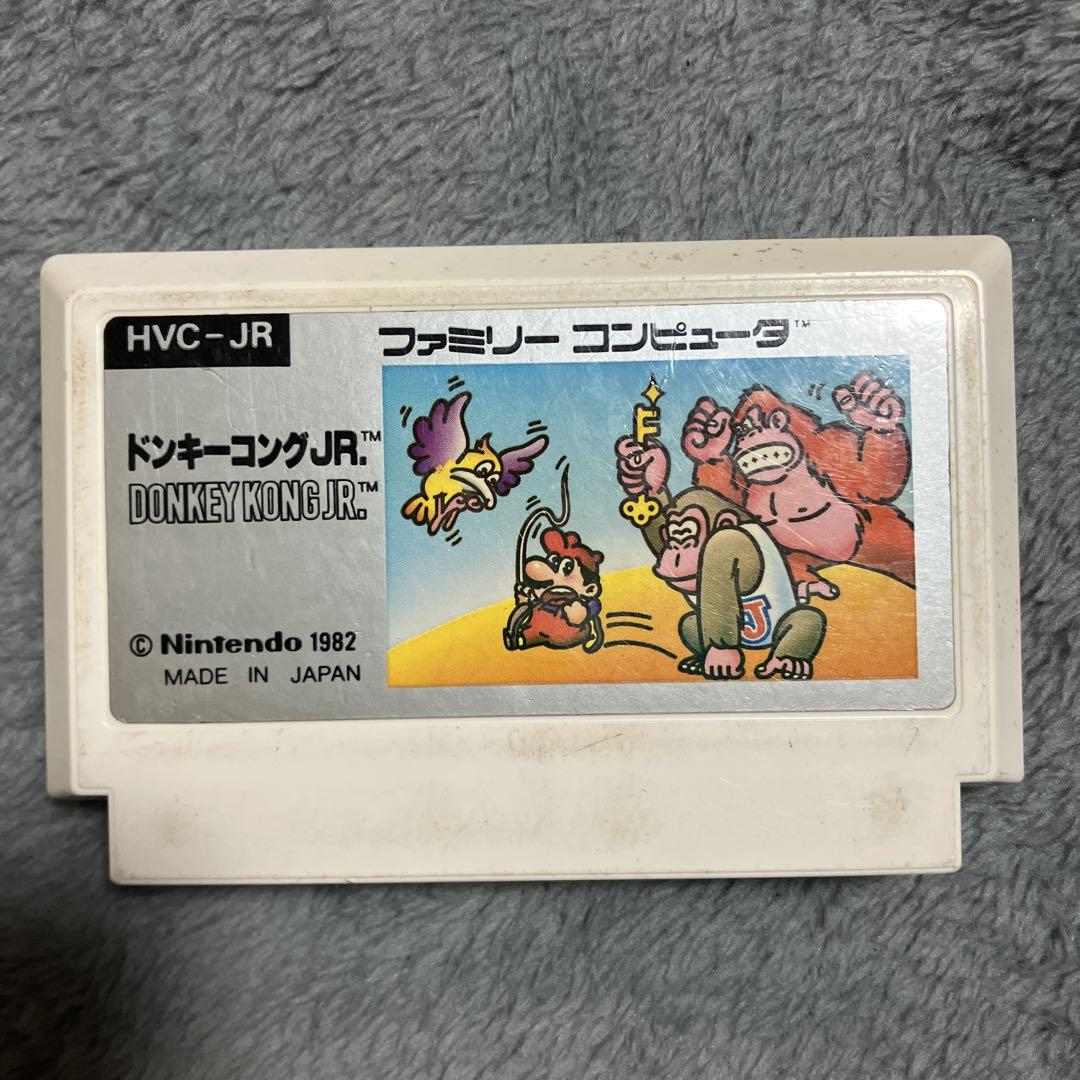 HVC-JR
ファミリー コンピュータ™
ドンキーコングJR.™
DONKEY KONG JR.™
J
© Nintendo 1982
MADE IN JAPAN